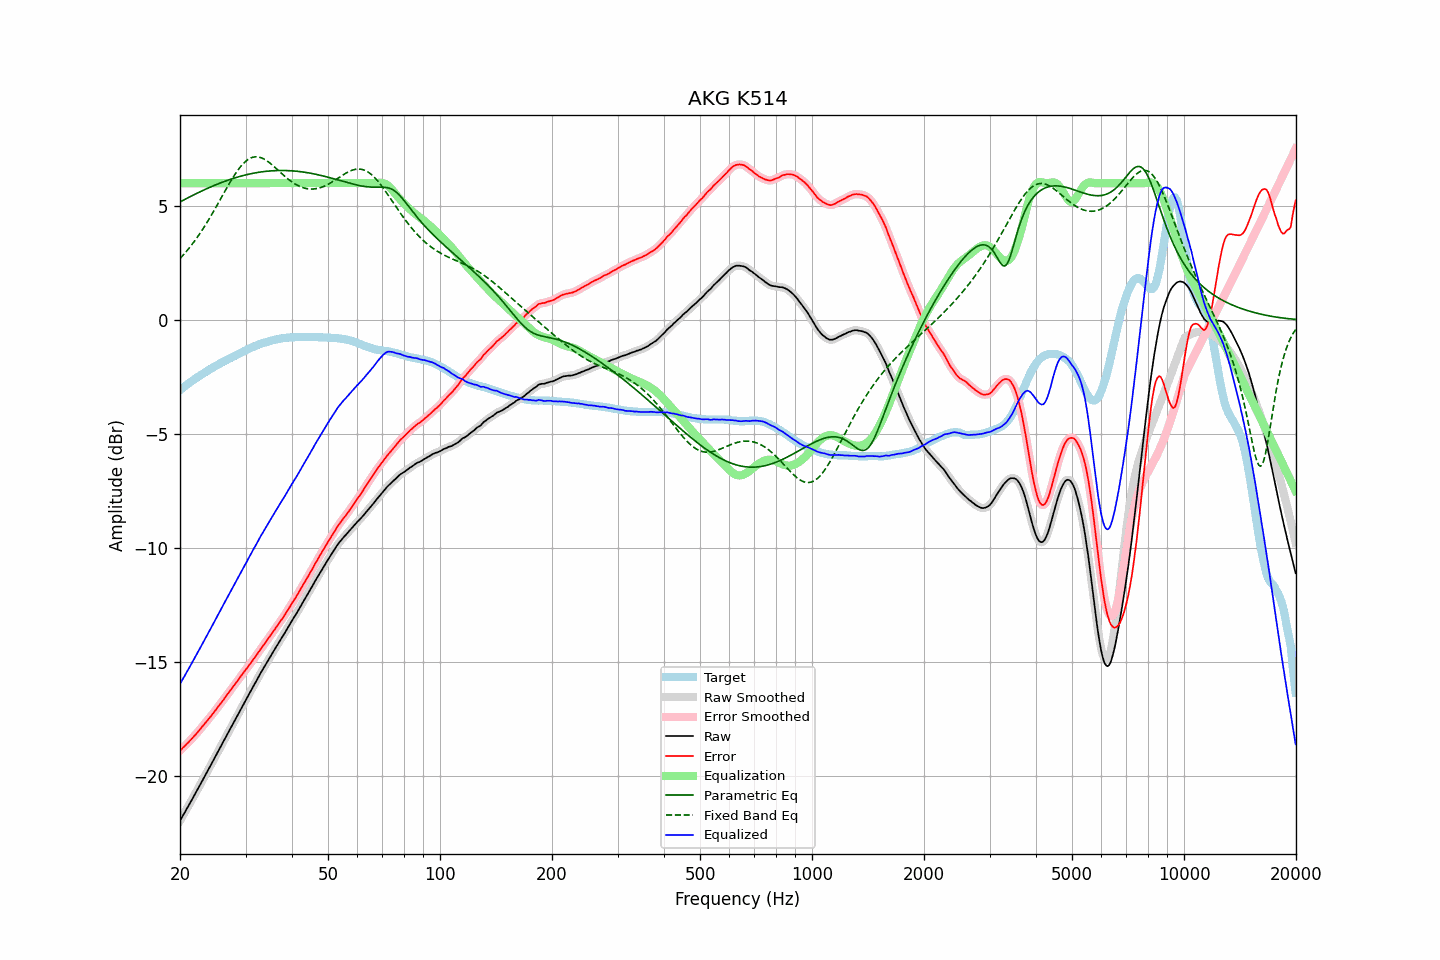 AKG K514
Amplitude (dBr)
5
0
−5
−10
−15
−20
Target
Raw Smoothed
Error Smoothed
Raw
Error
Equalization
Parametric Eq
Fixed Band Eq
Equalized
20 50 100 200 500 1000 2000 5000 10000 20000
Frequency (Hz)